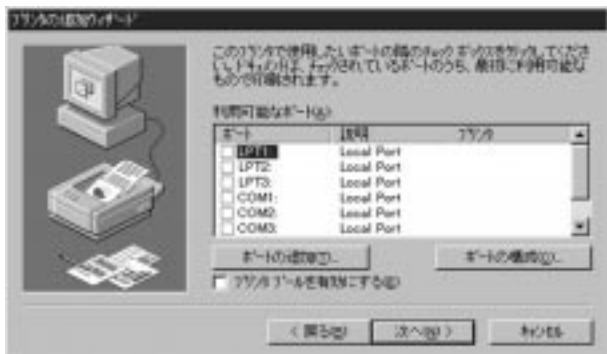 プリンタの追加ウィザード
このプリンタで使用したいポートの隣のチェック ボックスをクリックしてくださ
い。ドキュメントは、チェックされているポートのうち、最初に利用可能な
もので印刷されます。
利用可能なポート(A)
ポート 説明 プリンタ
LPT1: Local Port
LPT2: Local Port
LPT3: Local Port
COM1: Local Port
COM2: Local Port
COM3: Local Port
ポートの追加(T)... ポートの構成(C)...
プリンタ プールを有効にする(E)
< 戻る(B) 次へ(N) > キャンセル